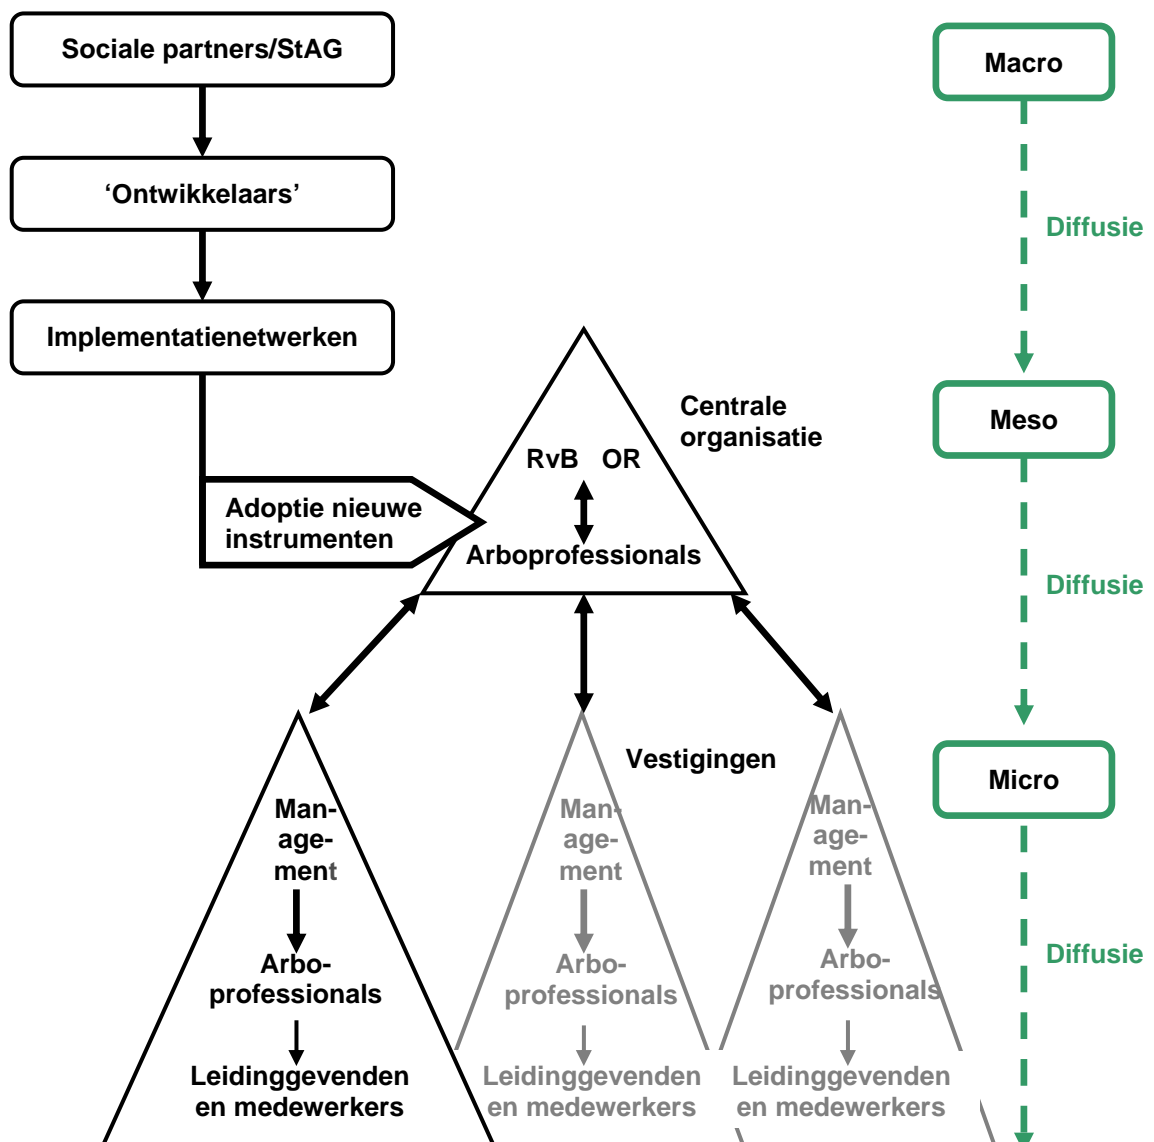 Sociale partners/StAG
Macro
‘Ontwikkelaars’
Diffusie
Implementatienetwerken
Centrale
organisatie
Meso
RvB OR
Adoptie nieuwe
instrumenten
Arboprofessionals
Diffusie
Vestigingen
Micro
Man-
age-
ment
Arbo-
professionals
Leidinggevenden
en medewerkers
Man-
age-
ment
Arbo-
professionals
Leidinggevenden
en medewerkers
Man-
age-
ment
Arbo-
professionals
Leidinggevenden
en medewerkers
Diffusie